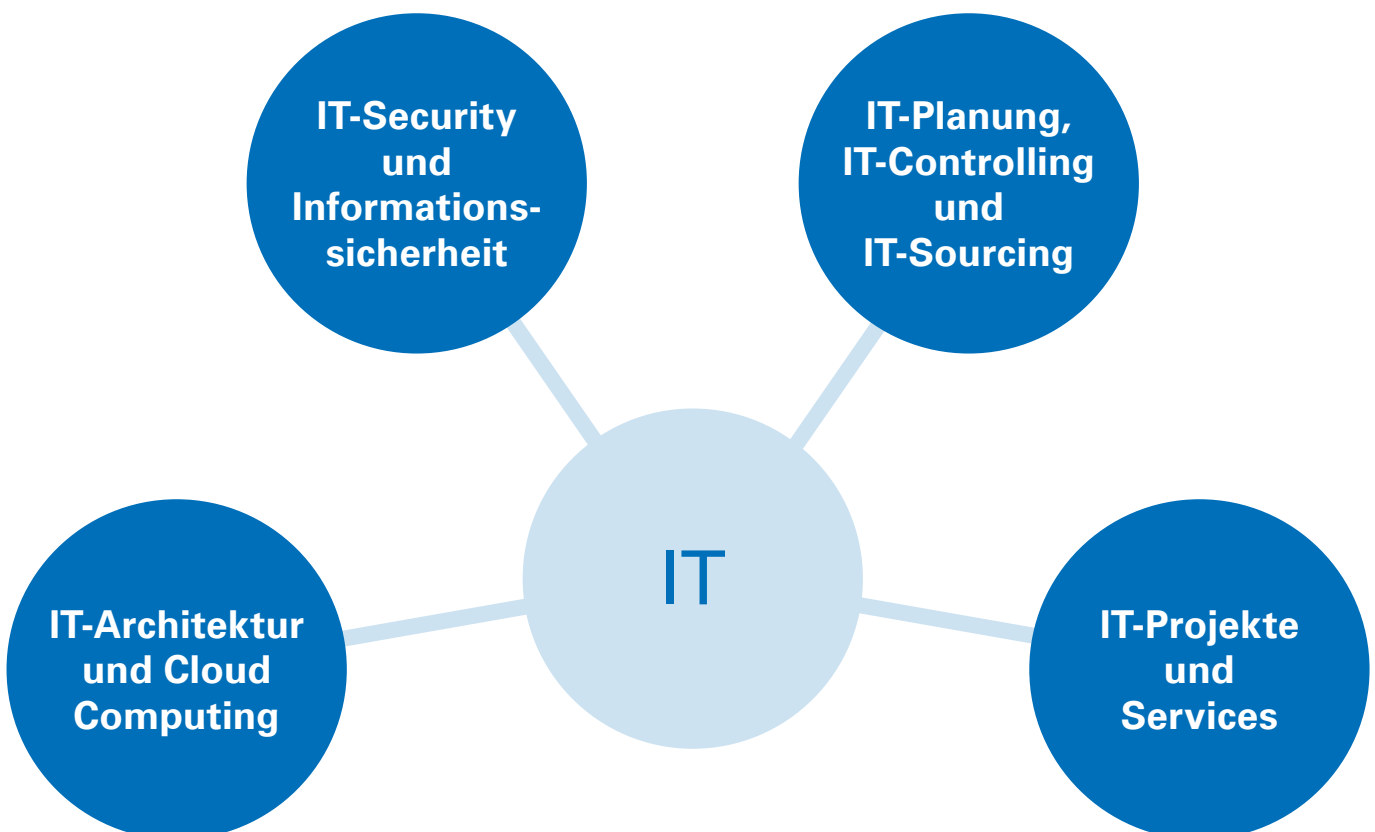 IT-Security
und
Informations-
sicherheit
IT-Planung,
IT-Controlling
und
IT-Sourcing
IT
IT-Architektur
und Cloud
Computing
IT-Projekte
und
Services